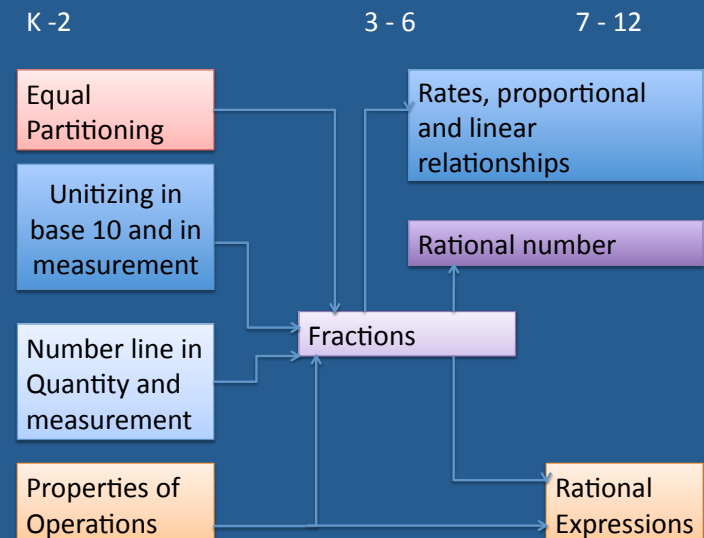 K -2
3 - 6
7 - 12
Equal
Partitioning
Rates, proportional
and linear
relationships
Unitizing in
base 10 and in
measurement
Rational number
Fractions
Number line in
Quantity and
measurement
Properties of
Operations
Rational
Expressions